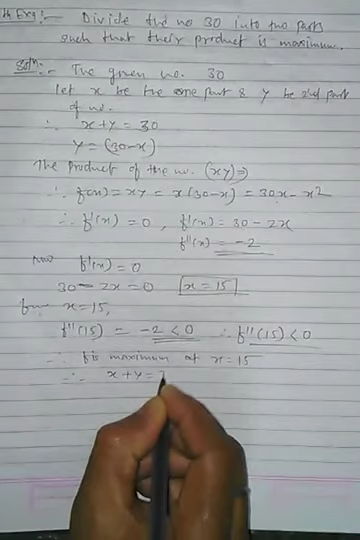 Ex:- Divide the no 30 into two parts
such that their product is maximum.
Soln:- The given no. 30
Let x be the one part & y be 2nd part
of no.
∴ x+y = 30
y = (30-x)
The Product of the no. (xy) ⇒
∴ f(x) = xy = x(30-x) = 30x - x²
∴ f'(x) = 0, f'(x) = 30 - 2x
f''(x) = -2
Now f'(x) = 0
30 - 2x = 0 x = 15
for x = 15,
f''(15) = -2 < 0 ∴ f''(15) < 0
∴ f is maximum at x = 15
∴ x + y =